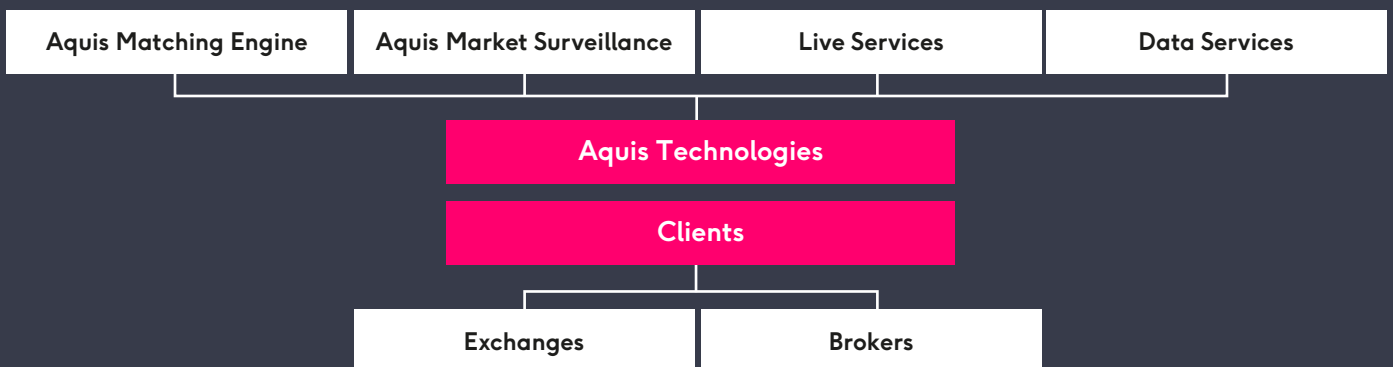 Aquis Matching Engine
Aquis Market Surveillance
Live Services
Data Services
Aquis Technologies
Clients
Exchanges
Brokers